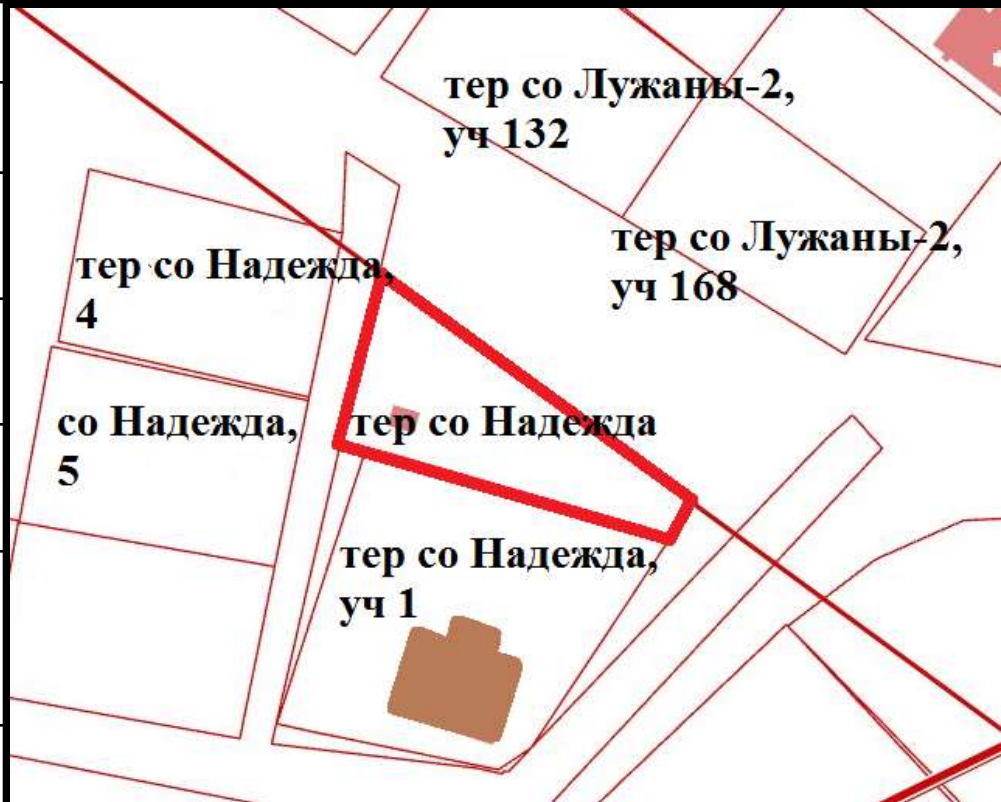 тер со Лужаны-2,
уч 132
тер со Лужаны-2,
уч 168
тер со Надежда,
4
со Надежда,
5
тер со Надежда
тер со Надежда,
уч 1